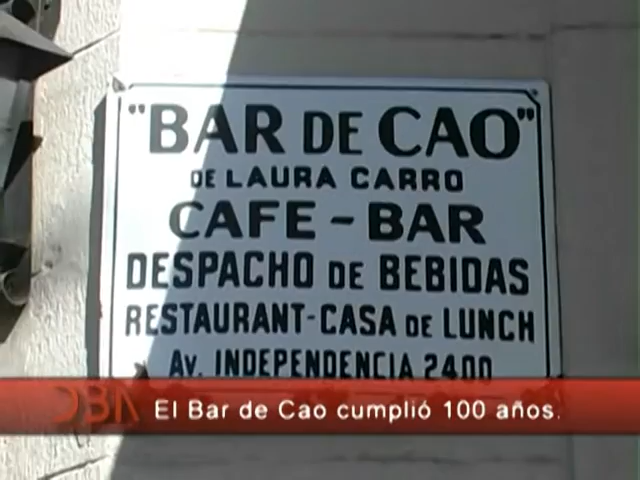 "BAR DE CAO"
DE LAURA CARRO
CAFE - BAR
DESPACHO DE BEBIDAS
RESTAURANT-CASA DE LUNCH
AV. INDEPENDENCIA 2400
DBA El Bar de Cao cumplió 100 años.